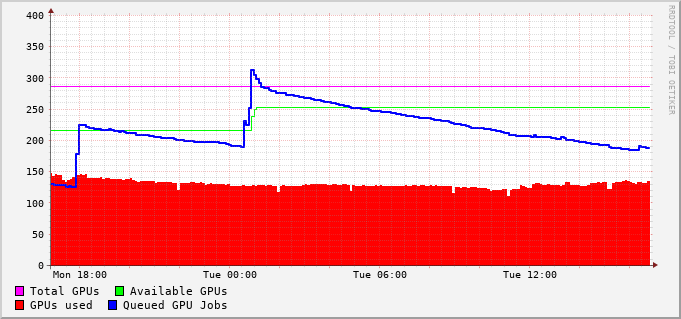 400
350
300
250
200
150
100
50
0
Mon 18:00 Tue 00:00 Tue 06:00 Tue 12:00
Total GPUs Available GPUs
GPUs used Queued GPU Jobs
RRDTOOL / TOBI OETIKER